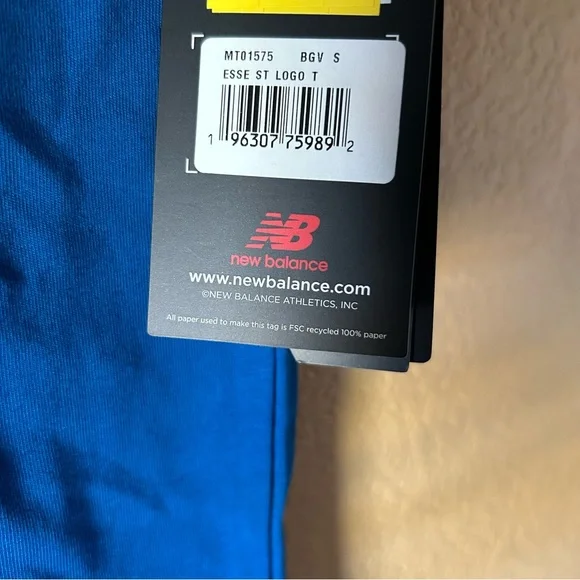 MT01575 BGV S
ESSE ST LOGO T
1 96307 75989 2
NB
new balance
www.newbalance.com
©NEW BALANCE ATHLETICS, INC
All paper used to make this tag is FSC recycled 100% paper